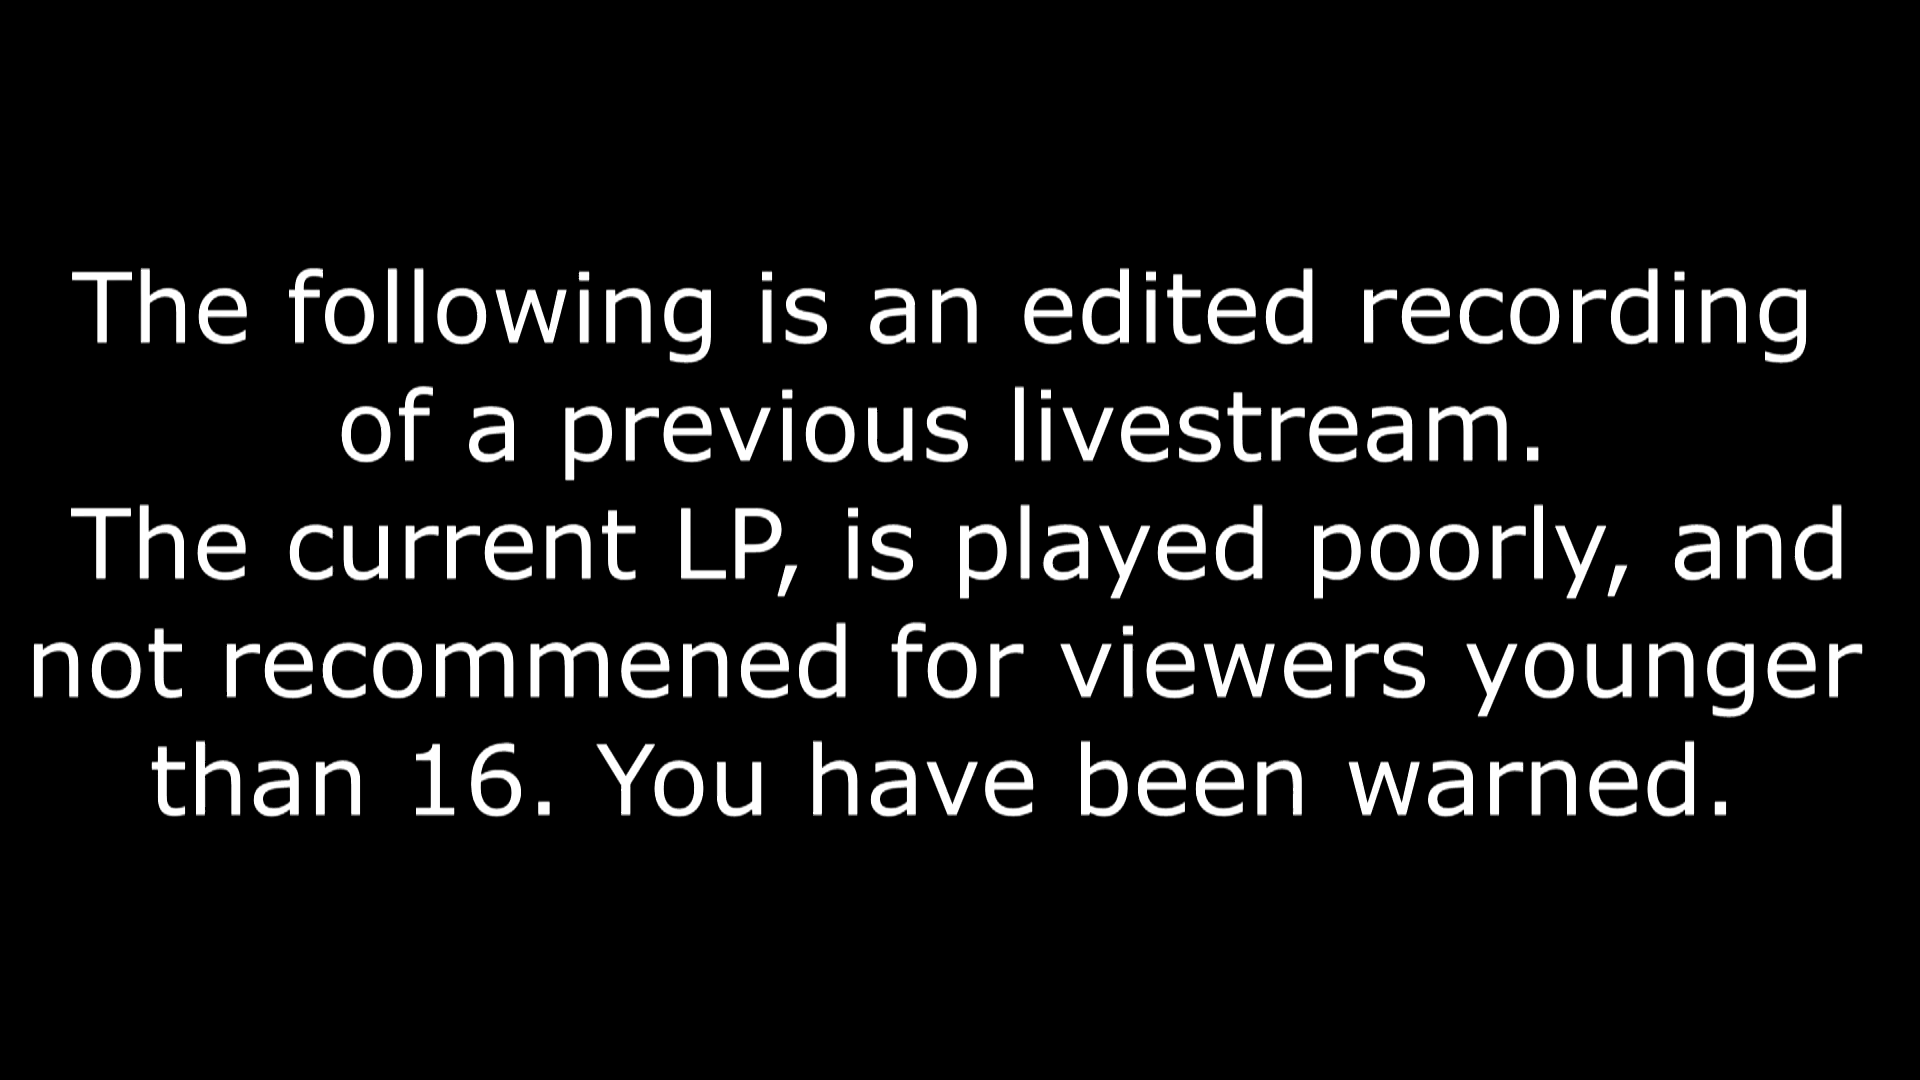 The following is an edited recording
of a previous livestream.
The current LP, is played poorly, and
not recommened for viewers younger
than 16. You have been warned.